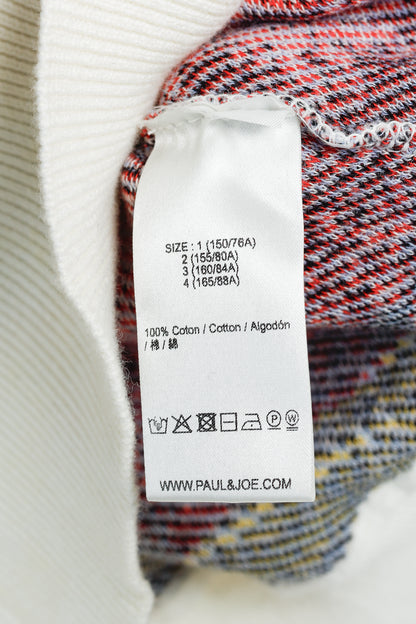 SIZE : 1 (150/76A)
2 (155/80A)
3 (160/84A)
4 (165/88A)
100% Coton / Cotton / Algodón
/ 棉 / 綿
P W
WWW.PAUL&JOE.COM